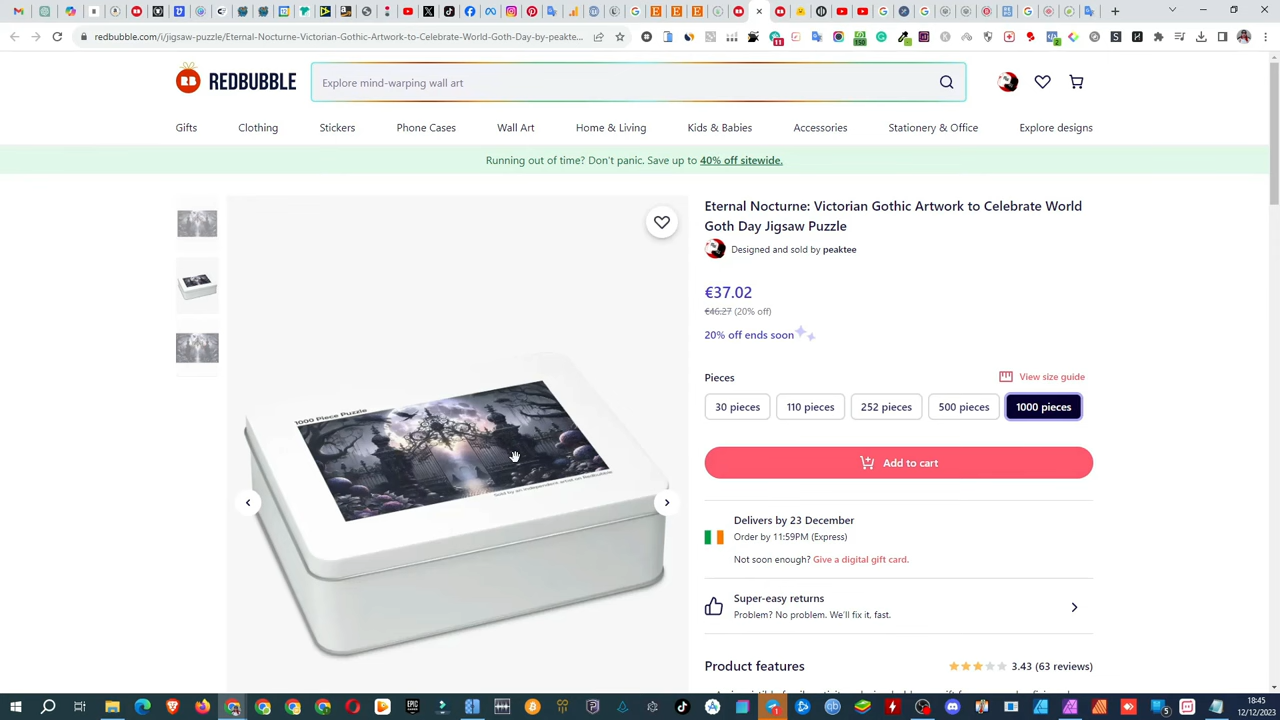 redbubble.com/i/jigsaw-puzzle/Eternal-Nocturne-Victorian-Gothic-Artwork-to-Celebrate-World-Goth-Day-by-peakte...
REDBUBBLE
Explore mind-warping wall art
Gifts
Clothing
Stickers
Phone Cases
Wall Art
Home & Living
Kids & Babies
Accessories
Stationery & Office
Explore designs
Running out of time? Don't panic. Save up to 40% off sitewide.
Eternal Nocturne: Victorian Gothic Artwork to Celebrate World
Goth Day Jigsaw Puzzle
Designed and sold by peaktee
€37.02
€46.27 (20% off)
20% off ends soon
Pieces
View size guide
30 pieces
110 pieces
252 pieces
500 pieces
1000 pieces
Add to cart
1000 Piece Puzzle
Sold by an independent artist on Redbubble
Delivers by 23 December
Order by 11:59PM (Express)
Not soon enough? Give a digital gift card.
Super-easy returns
Problem? No problem. We'll fix it, fast.
Product features
3.43 (63 reviews)
18:45
12/12/2023